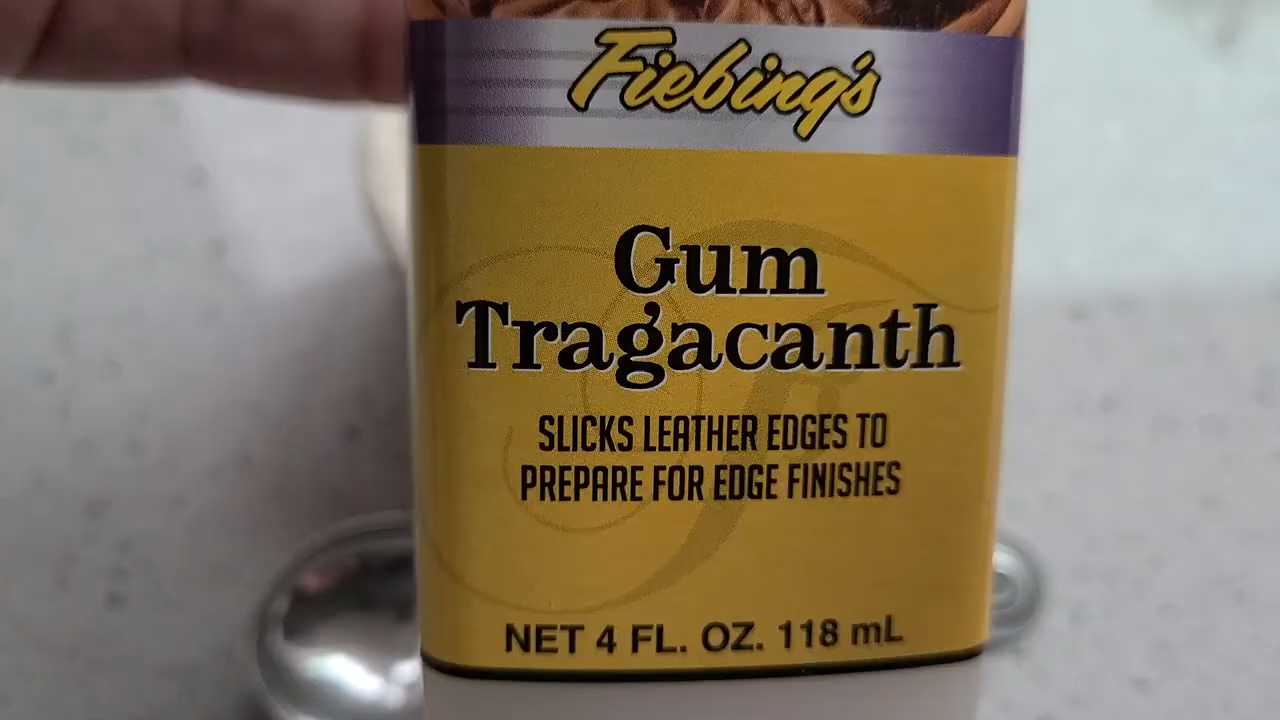 Fiebing's
Gum
Tragacanth
SLICKS LEATHER EDGES TO
PREPARE FOR EDGE FINISHES
NET 4 FL. OZ. 118 mL